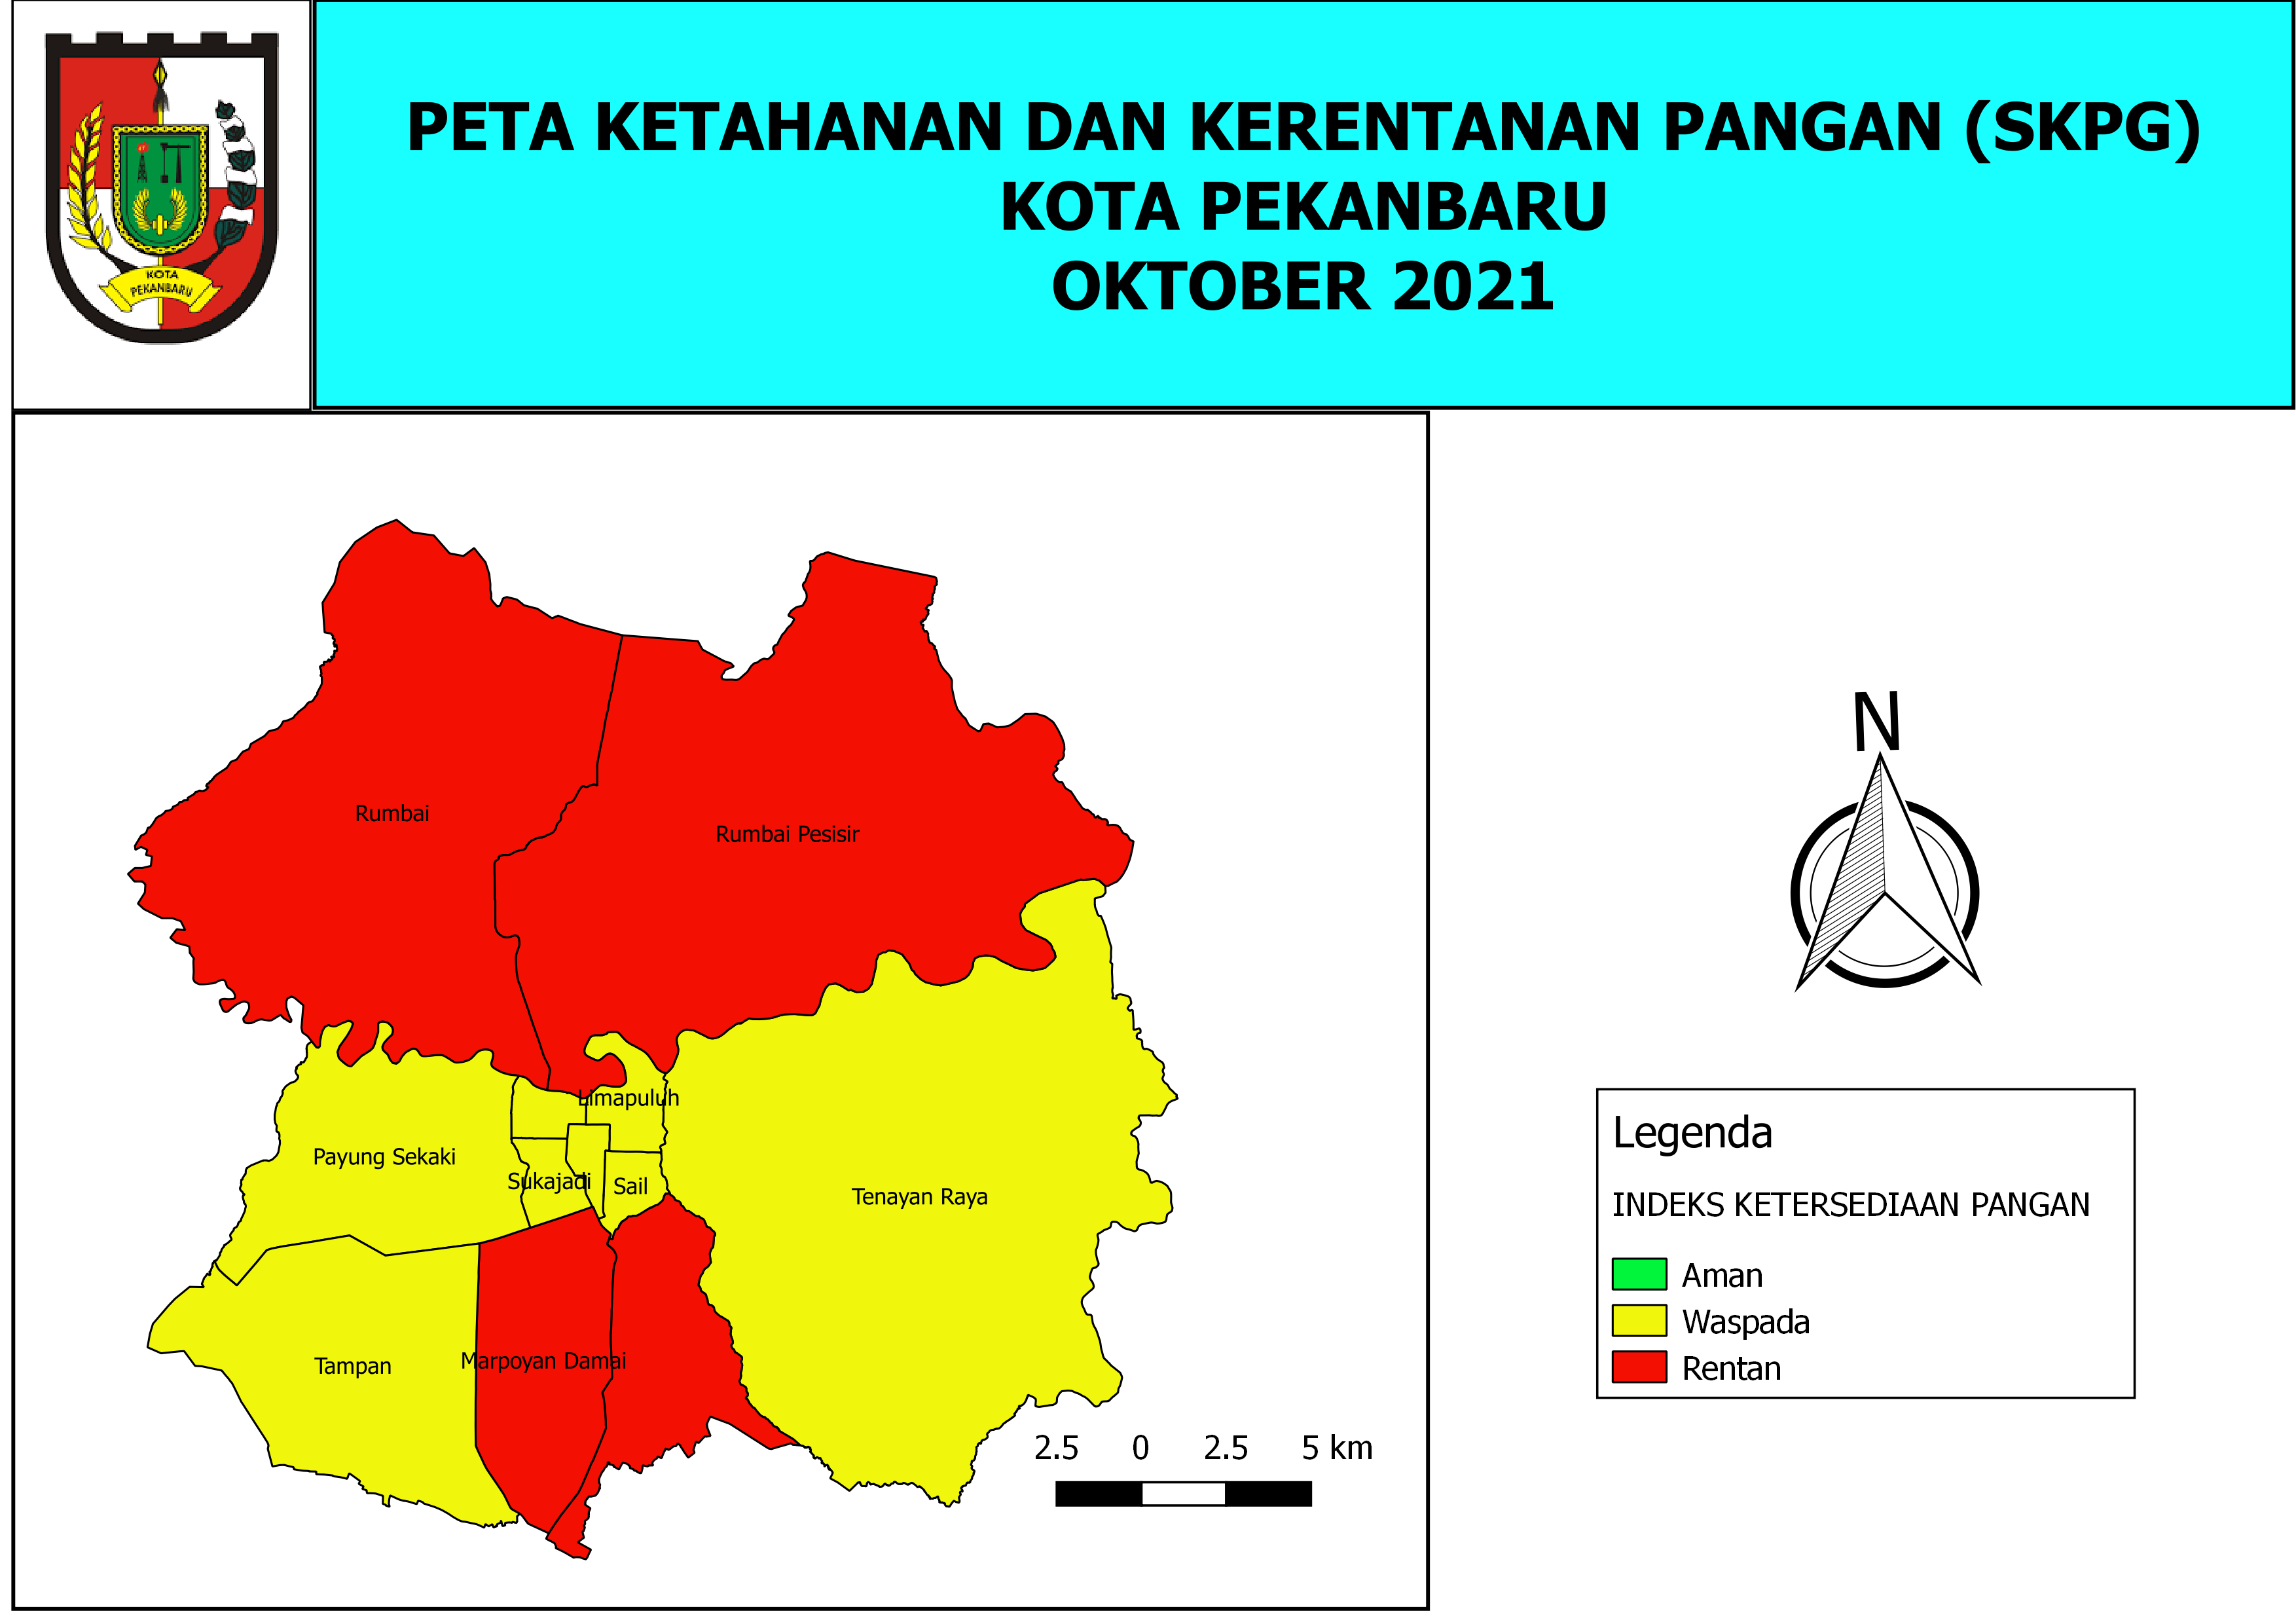 KOTA
PEKANBARU
PETA KETAHANAN DAN KERENTANAN PANGAN (SKPG)
KOTA PEKANBARU
OKTOBER 2021
Rumbai
Rumbai Pesisir
Limapuluh
Payung Sekaki
Sukajadi
Sail
Tenayan Raya
Tampan
Marpoyan Damai
2.5 0 2.5 5 km
N
Legenda
INDEKS KETERSEDIAAN PANGAN
Aman
Waspada
Rentan